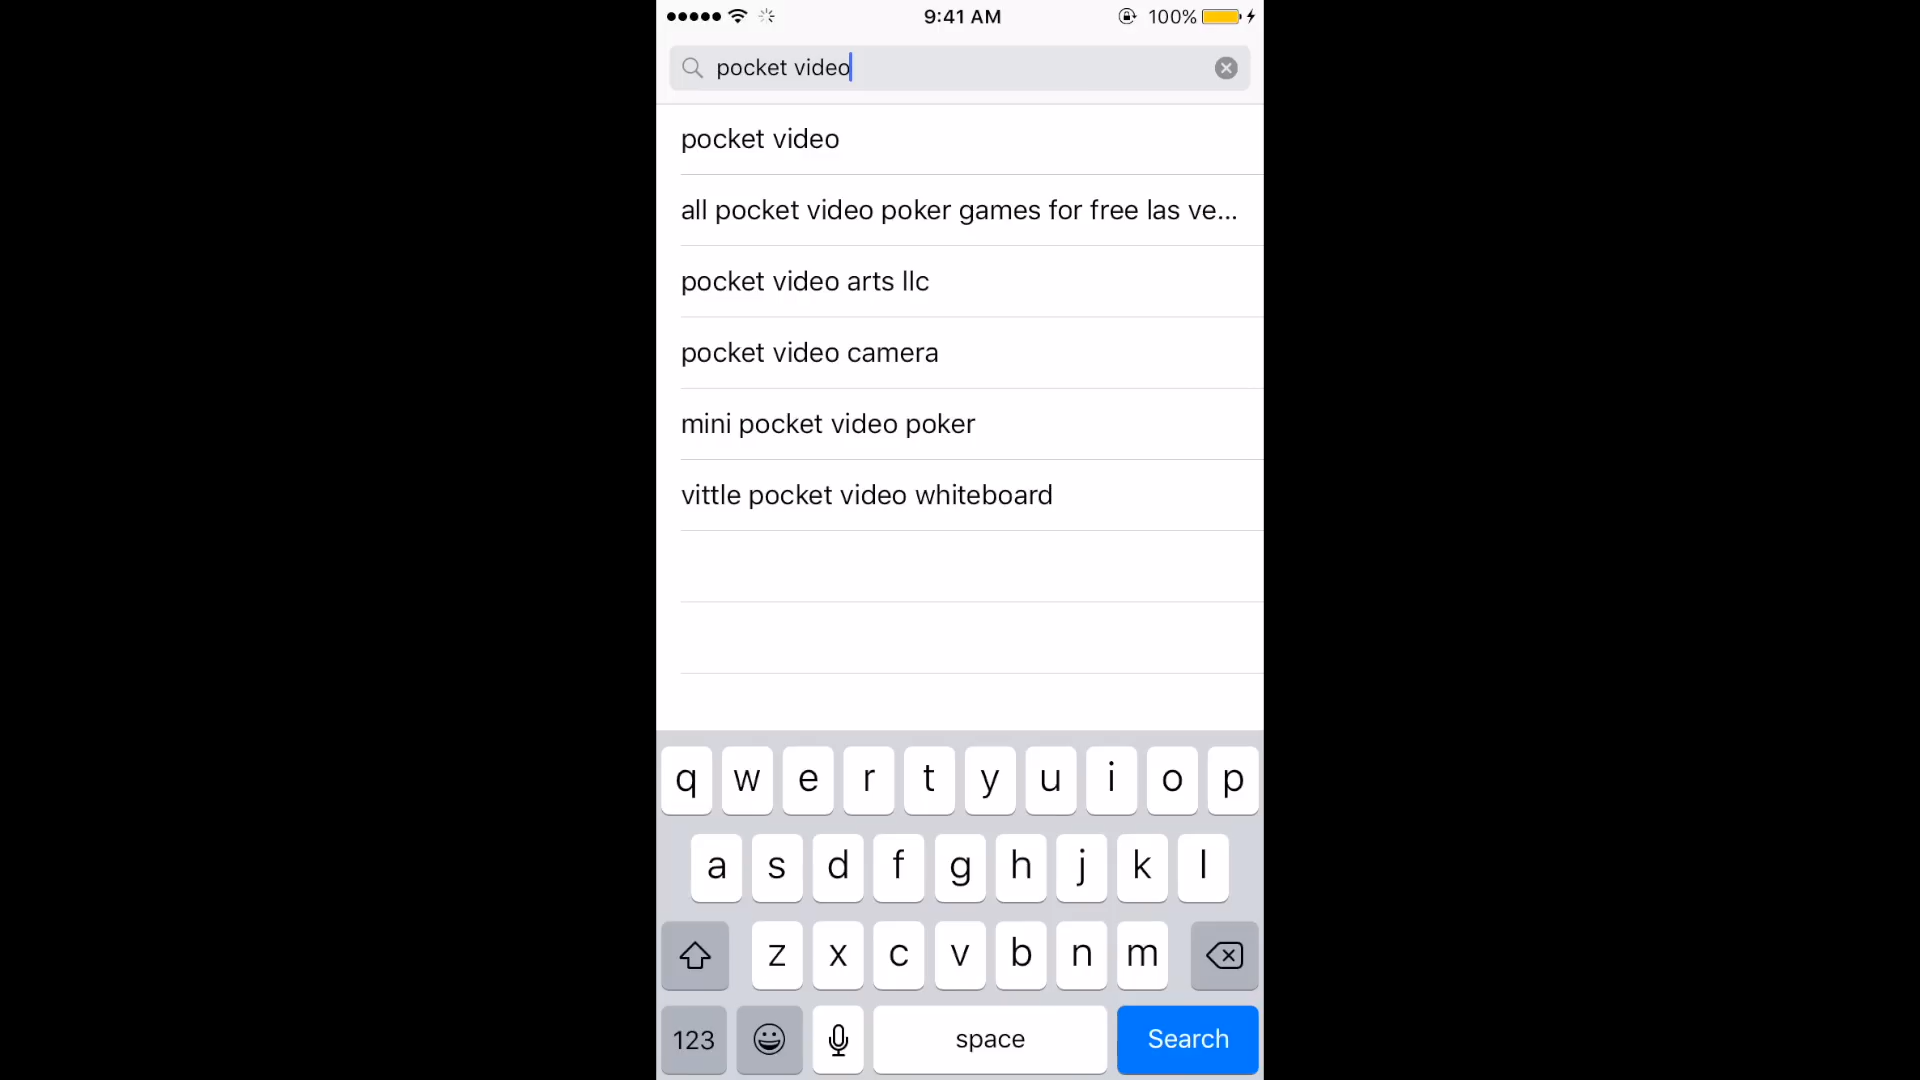 9:41 AM 100%
pocket video
pocket video
all pocket video poker games for free las ve...
pocket video arts llc
pocket video camera
mini pocket video poker
vittle pocket video whiteboard
q w e r t y u i o p
a s d f g h j k l
z x c v b n m
123 space Search